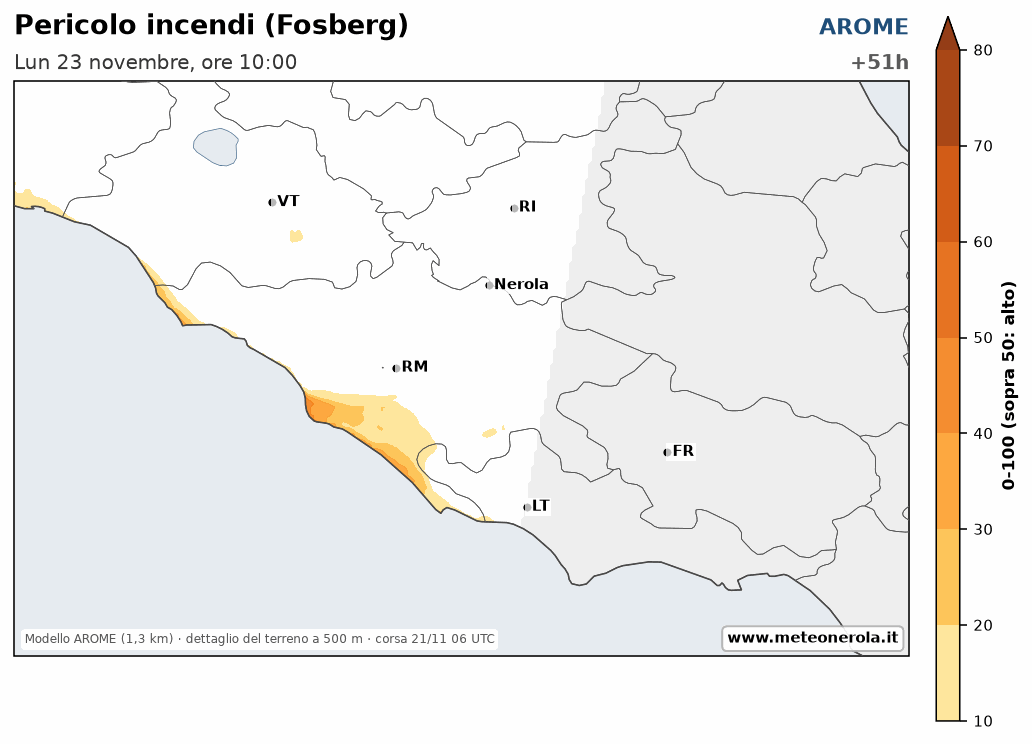 Pericolo incendi (Fosberg)
AROME
Lun 23 novembre, ore 10:00
+51h
80
70
60
50
40
30
20
10
0-100 (sopra 50: alto)
VT
RI
Nerola
RM
FR
LT
Modello AROME (1,3 km) · dettaglio del terreno a 500 m · corsa 21/11 06 UTC
www.meteonerola.it